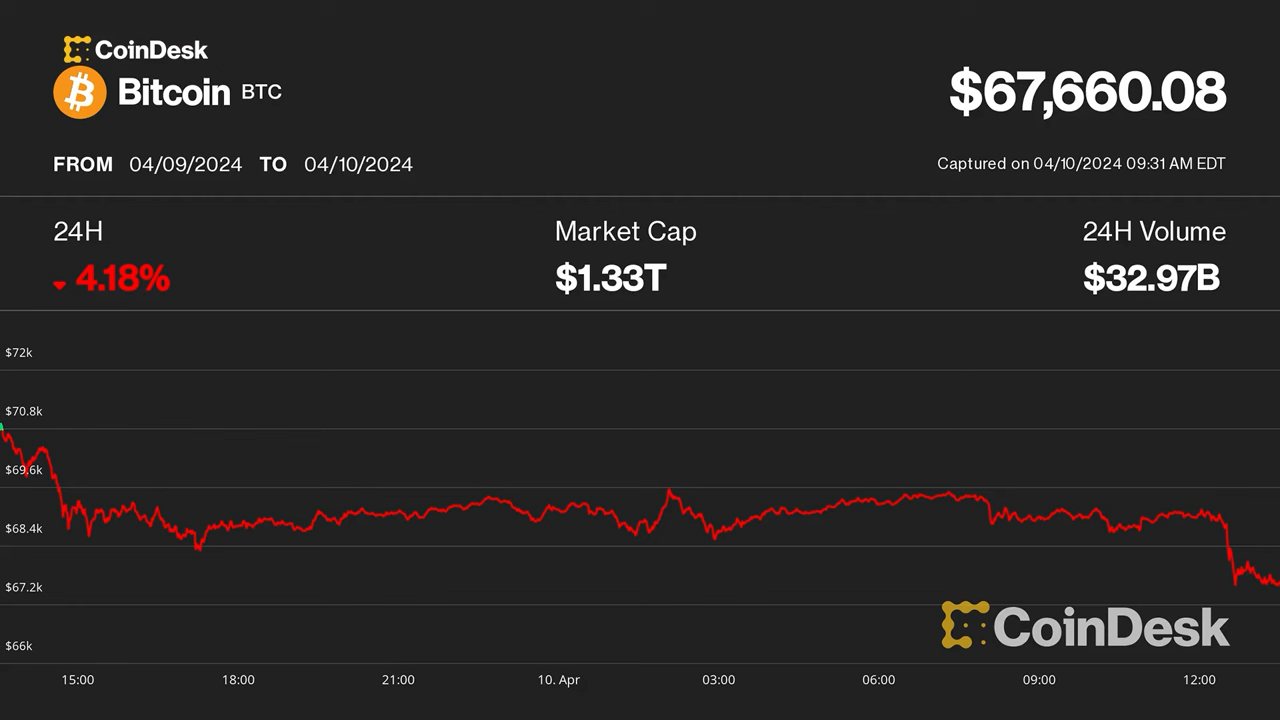 CoinDesk
Bitcoin BTC
$67,660.08
FROM 04/09/2024 TO 04/10/2024
Captured on 04/10/2024 09:31 AM EDT
24H
4.18%
Market Cap
$1.33T
24H Volume
$32.97B
$72k
$70.8k
$69.6k
$68.4k
$67.2k
$66k
CoinDesk
15:00 18:00 21:00 10. Apr 03:00 06:00 09:00 12:00